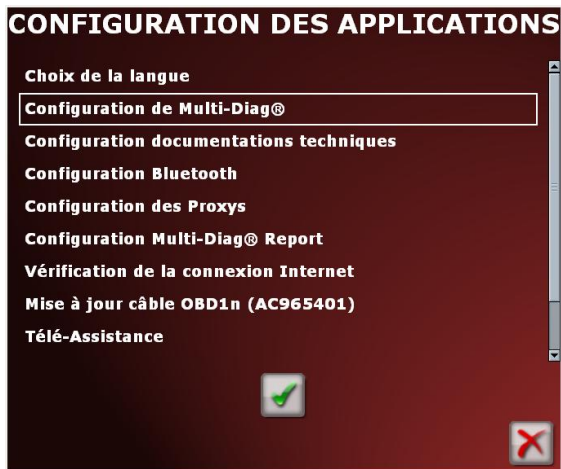 CONFIGURATION DES APPLICATIONS
Choix de la langue
Configuration de Multi-Diag®
Configuration documentations techniques
Configuration Bluetooth
Configuration des Proxys
Configuration Multi-Diag® Report
Vérification de la connexion Internet
Mise à jour câble OBD1n (AC965401)
Télé-Assistance